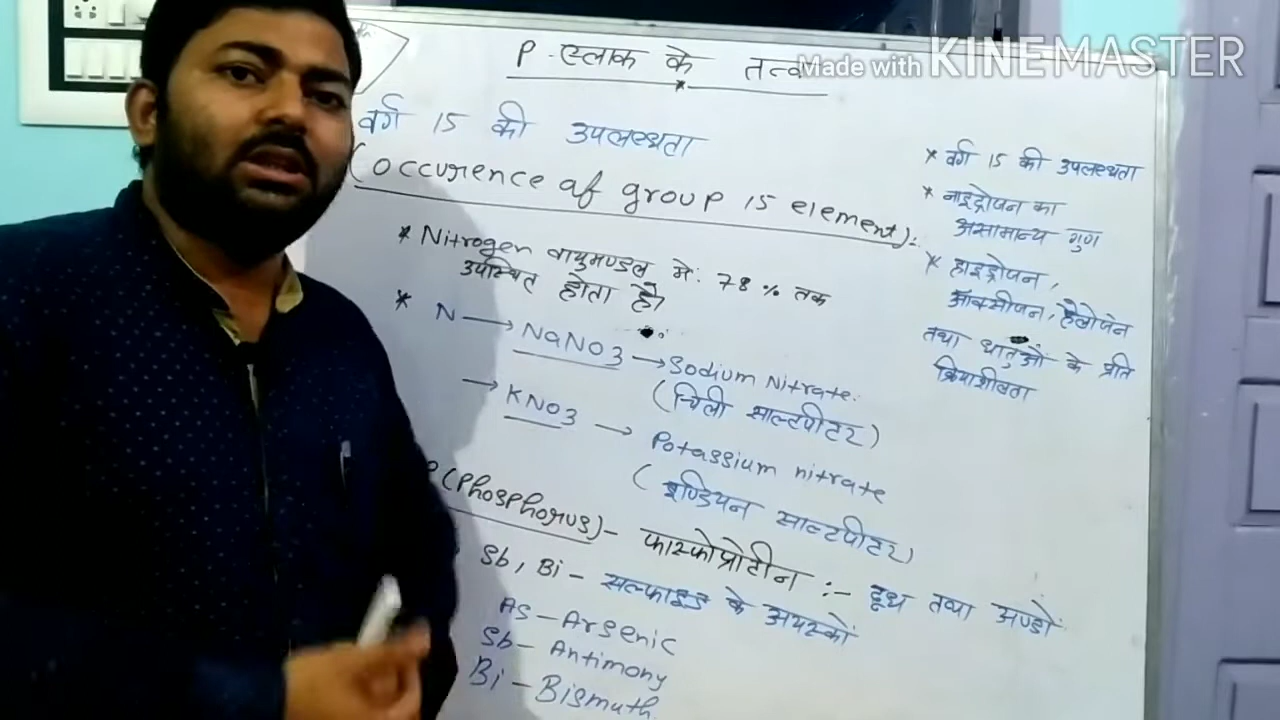 P-ब्लाक के तत्व
Made with KINEMASTER
वर्ग 15 की उपलब्धता
(Occurence of group 15 element):-
* Nitrogen वायुमण्डल में: 78% तक
उपस्थित होता है।
* N → NaNO3 → Sodium Nitrate.
(चिली साल्टपीटर)
→ KNO3 → Potassium nitrate
(इण्डियन साल्टपीटर)
P(Phosphorus)- फास्फोप्रोटीन :- दूध तथा अण्डों
Sb, Bi - सल्फाइड के अयस्कों
As - Arsenic
Sb - Antimony
Bi - Bismuth.
* वर्ग 15 की उपलब्धता
* नाइट्रोजन का
असामान्य गुण
* हाइड्रोजन,
ऑक्सीजन, हैलोजेन
तथा धातुओं के प्रति
क्रियाशीलता